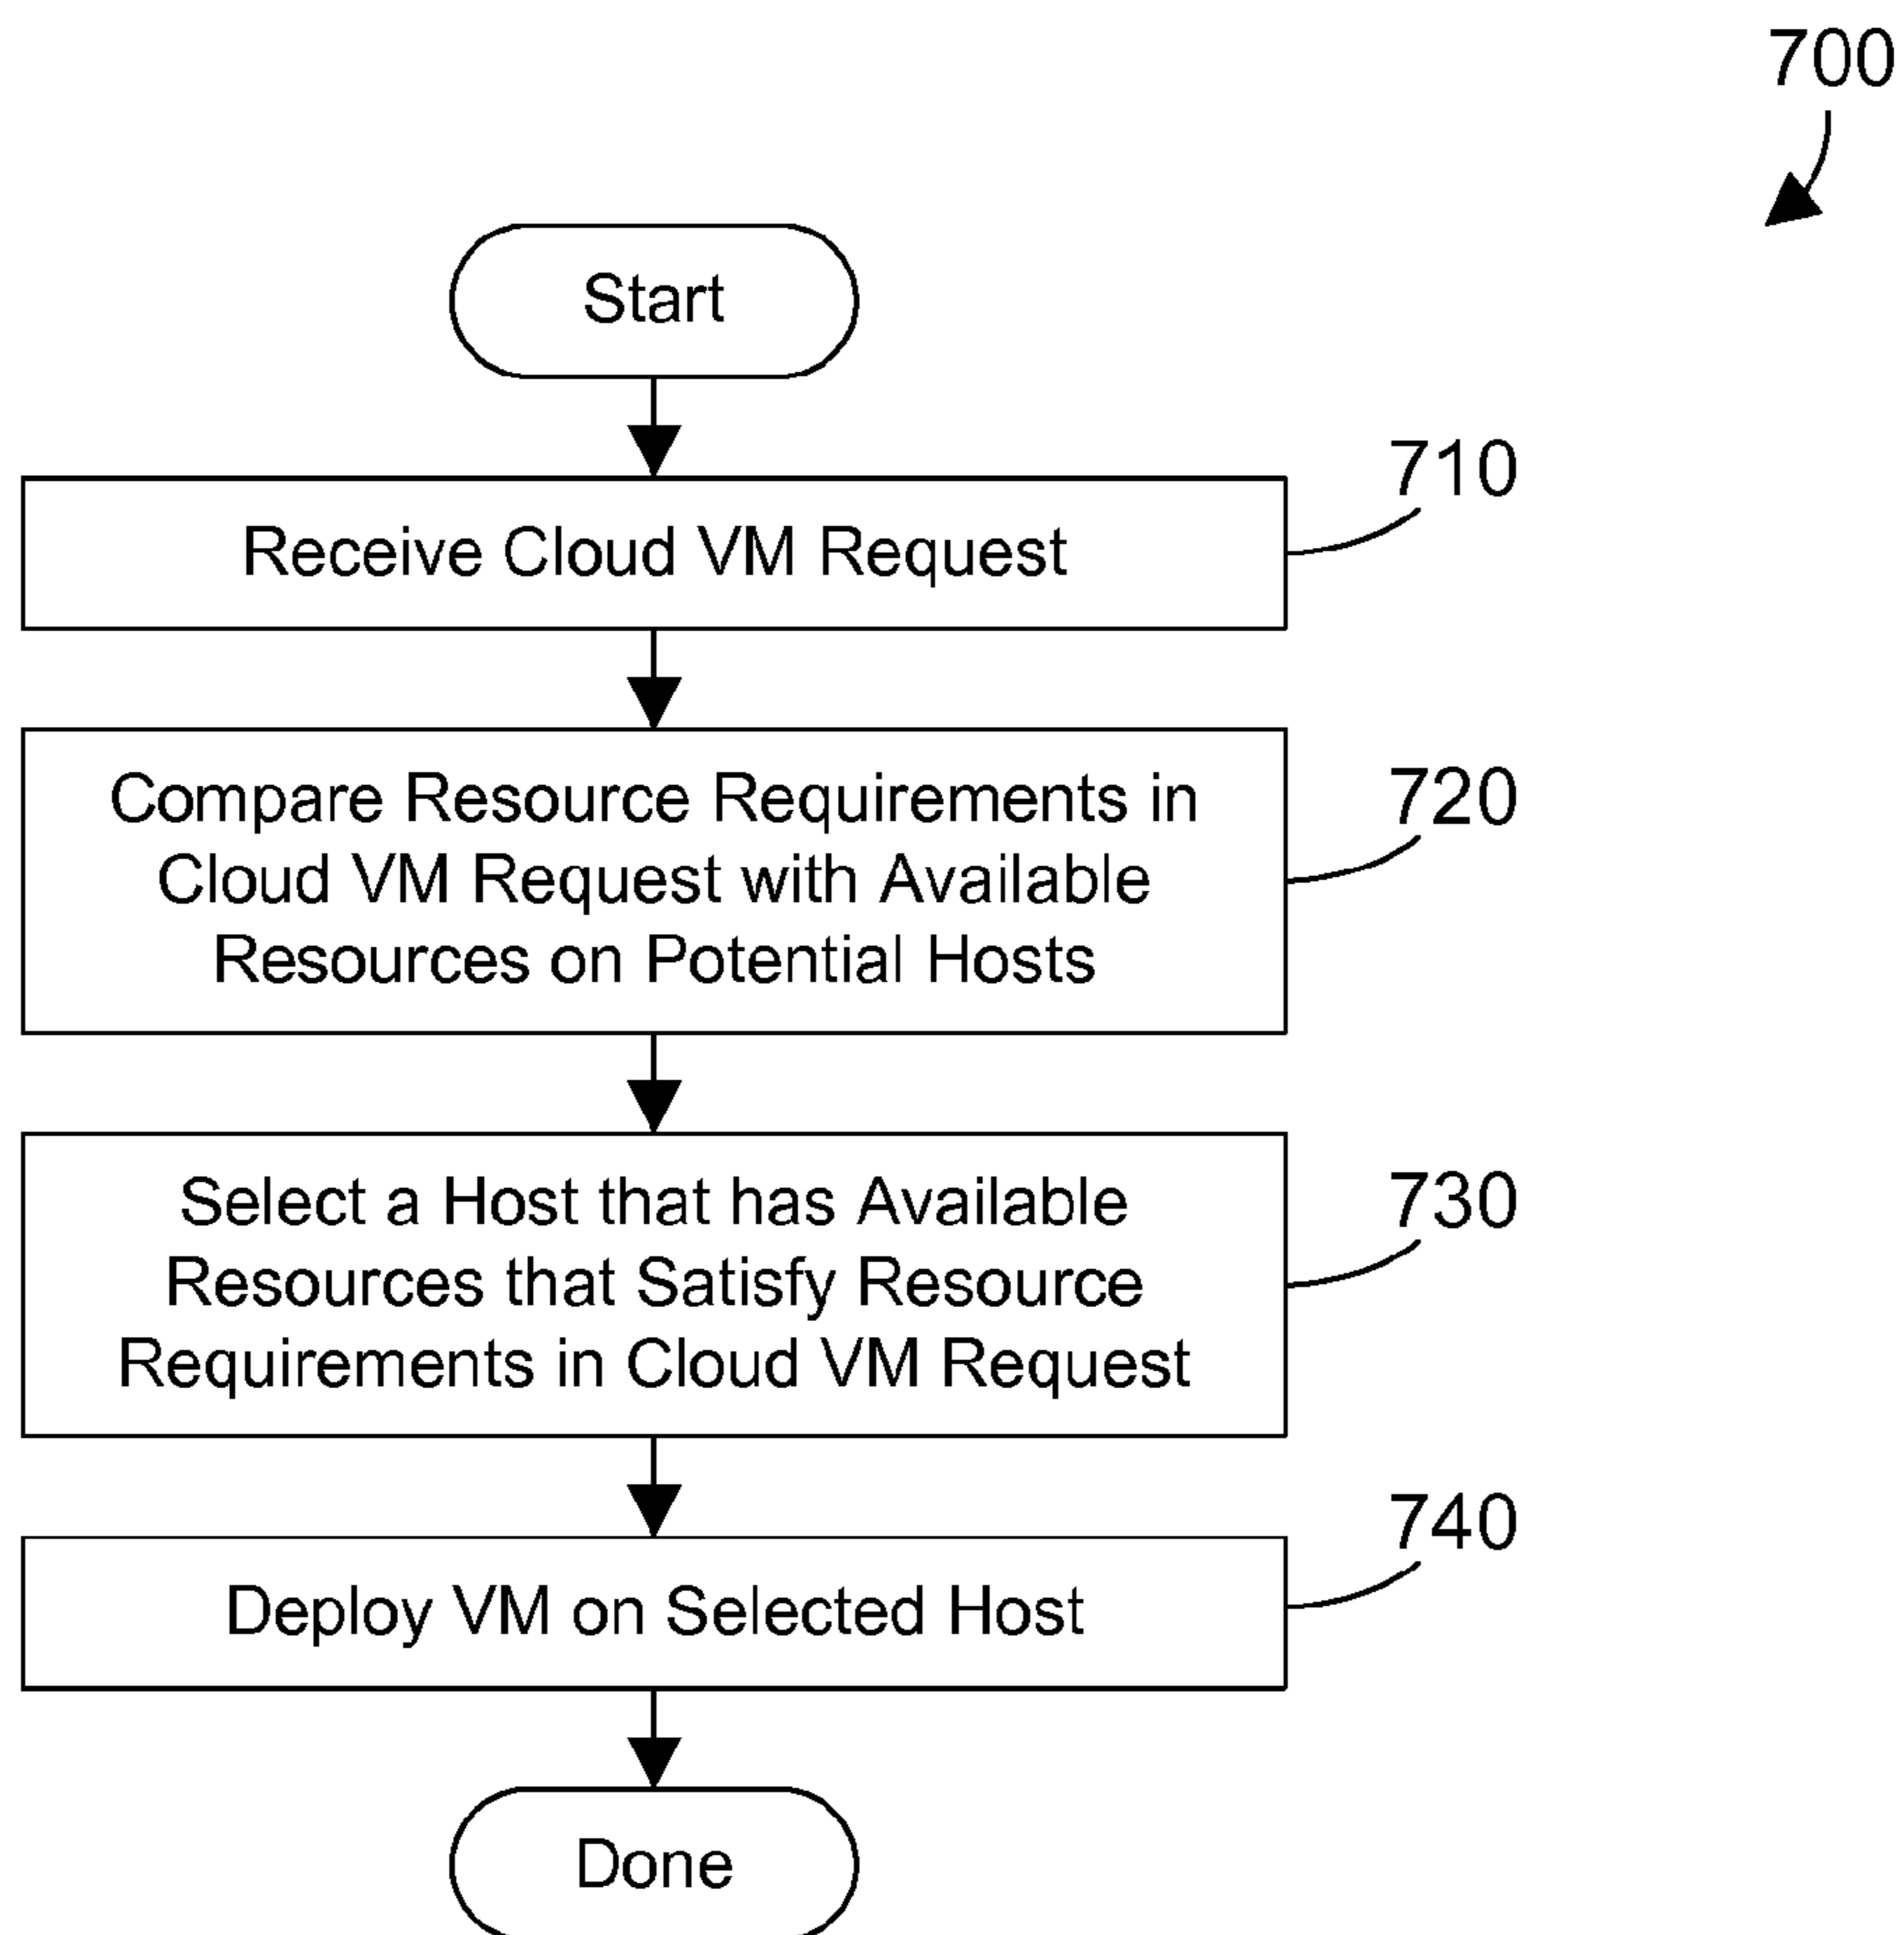 700
Start
710
Receive Cloud VM Request
720
Compare Resource Requirements in
Cloud VM Request with Available
Resources on Potential Hosts
730
Select a Host that has Available
Resources that Satisfy Resource
Requirements in Cloud VM Request
740
Deploy VM on Selected Host
Done